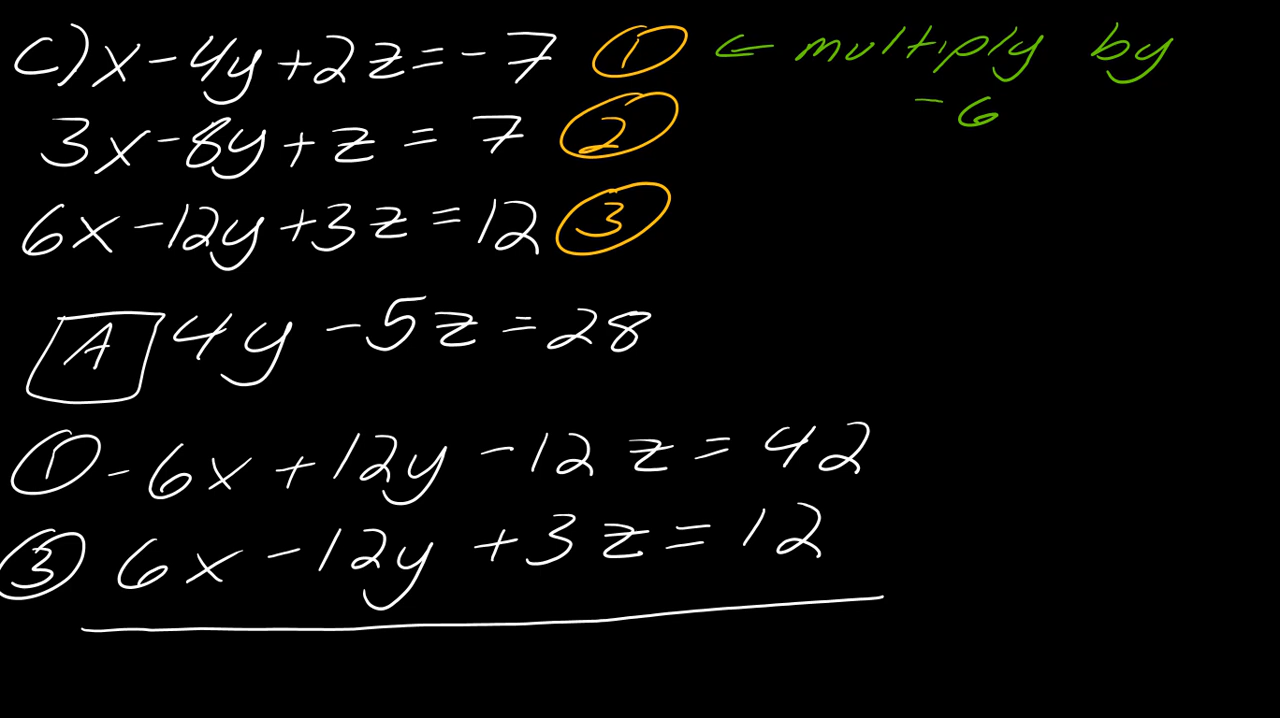 c) x - 4y + 2z = -7 ① ← multiply by
-6
3x - 8y + z = 7 ②
6x - 12y + 3z = 12 ③
A 4y - 5z = 28
① -6x + 12y - 12z = 42
③ 6x - 12y + 3z = 12